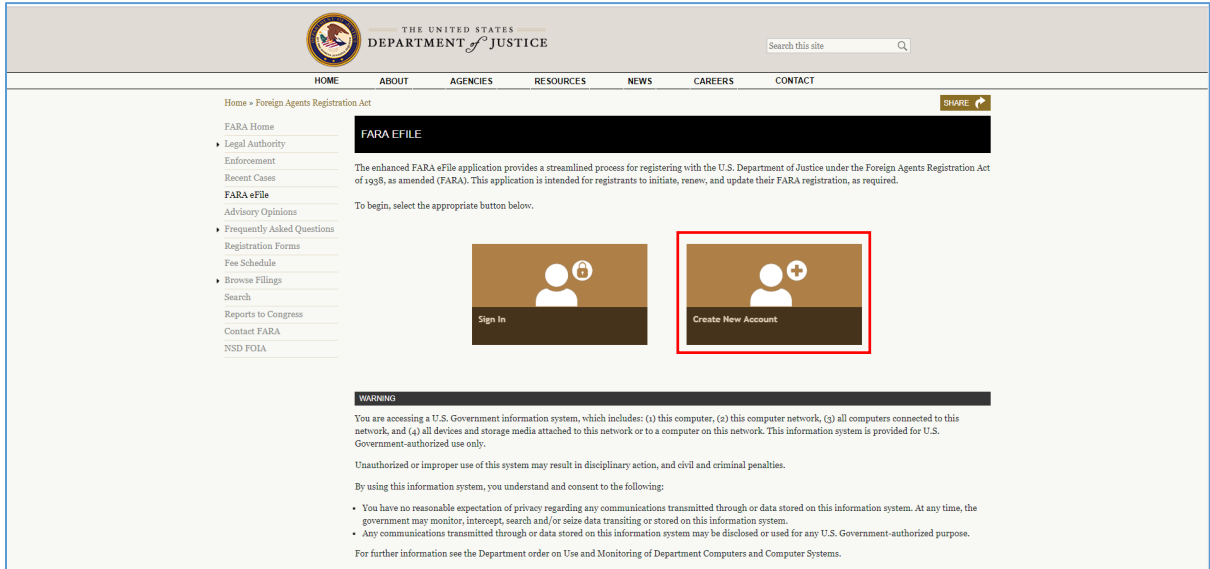 THE UNITED STATES
DEPARTMENT of JUSTICE
Search this site
HOME ABOUT AGENCIES RESOURCES NEWS CAREERS CONTACT
Home » Foreign Agents Registration Act
SHARE
FARA Home
Legal Authority
Enforcement
Recent Cases
FARA eFile
Advisory Opinions
Frequently Asked Questions
Registration Forms
Fee Schedule
Browse Filings
Search
Reports to Congress
Contact FARA
NSD FOIA
FARA EFILE
The enhanced FARA eFile application provides a streamlined process for registering with the U.S. Department of Justice under the Foreign Agents Registration Act
of 1938, as amended (FARA). This application is intended for registrants to initiate, renew, and update their FARA registration, as required.
To begin, select the appropriate button below.
Sign In
Create New Account
WARNING
You are accessing a U.S. Government information system, which includes: (1) this computer, (2) this computer network, (3) all computers connected to this
network, and (4) all devices and storage media attached to this network or to a computer on this network. This information system is provided for U.S.
Government-authorized use only.
Unauthorized or improper use of this system may result in disciplinary action, and civil and criminal penalties.
By using this information system, you understand and consent to the following:
• You have no reasonable expectation of privacy regarding any communications transmitted through or data stored on this information system. At any time, the
government may monitor, intercept, search and/or seize data transiting or stored on this information system.
• Any communications transmitted through or data stored on this information system may be disclosed or used for any U.S. Government-authorized purpose.
For further information see the Department order on Use and Monitoring of Department Computers and Computer Systems.